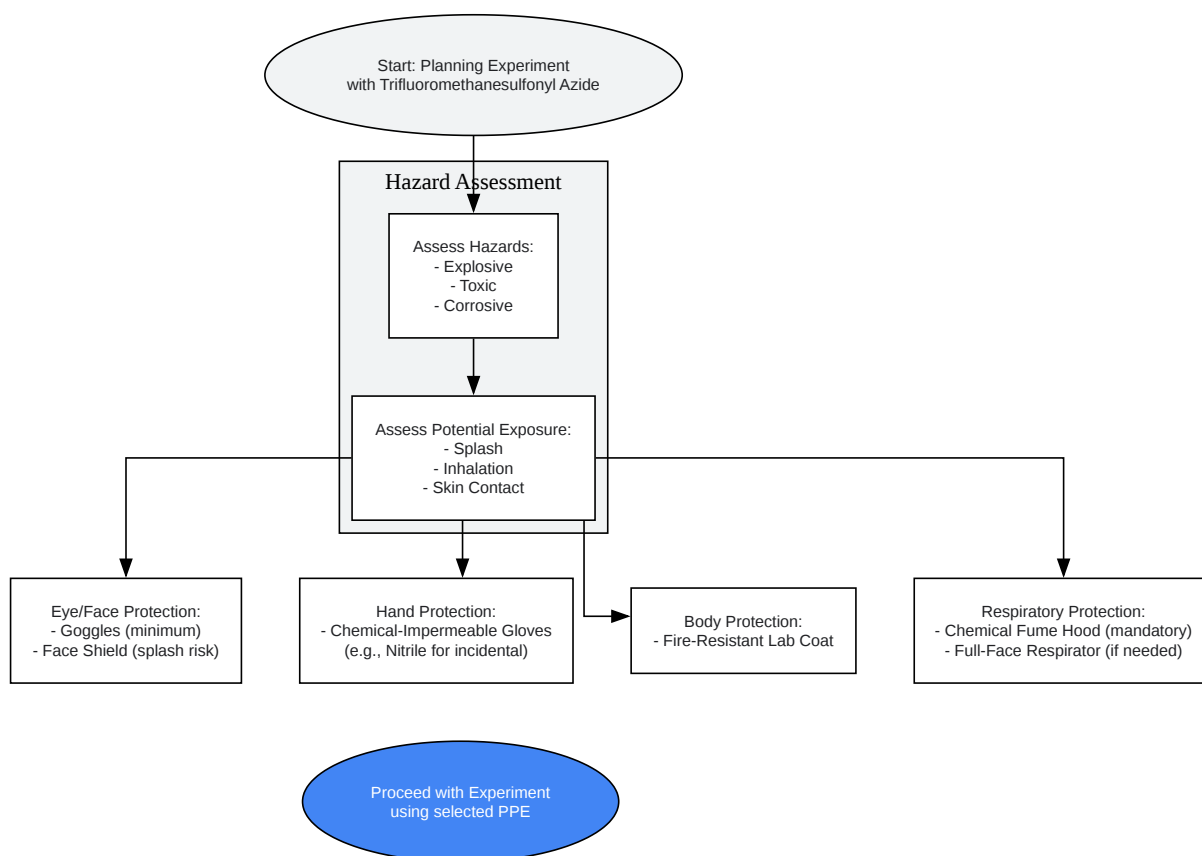 Start: Planning Experiment
with Trifluoromethanesulfonyl Azide
Hazard Assessment
Assess Hazards:
- Explosive
- Toxic
- Corrosive
Assess Potential Exposure:
- Splash
- Inhalation
- Skin Contact
Eye/Face Protection:
- Goggles (minimum)
- Face Shield (splash risk)
Hand Protection:
- Chemical-Impermeable Gloves
(e.g., Nitrile for incidental)
Body Protection:
- Fire-Resistant Lab Coat
Respiratory Protection:
- Chemical Fume Hood (mandatory)
- Full-Face Respirator (if needed)
Proceed with Experiment
using selected PPE